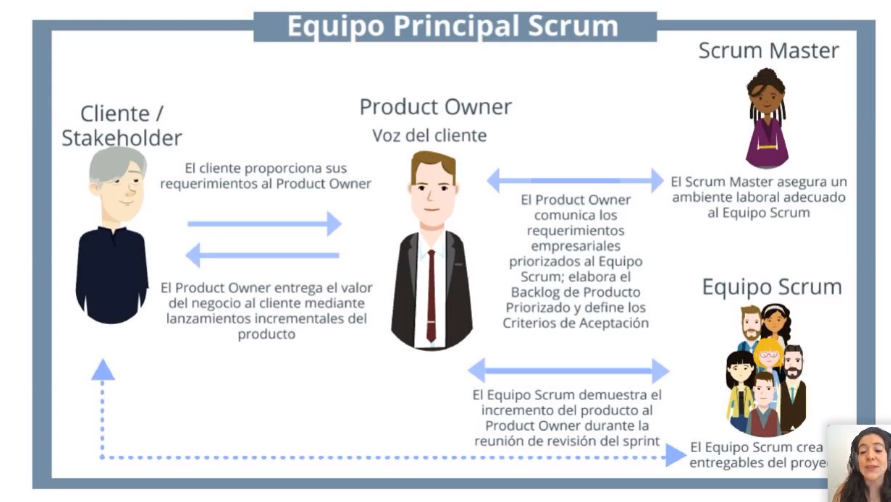 Equipo Principal Scrum
Cliente /
Stakeholder
El cliente proporciona sus
requerimientos al Product Owner
El Product Owner entrega el valor
del negocio al cliente mediante
lanzamientos incrementales del
producto
Product Owner
Voz del cliente
El Product Owner
comunica los
requerimientos
empresariales
priorizados al Equipo
Scrum; elabora el
Backlog de Producto
Priorizado y define los
Criterios de Aceptación
El Equipo Scrum demuestra el
incremento del producto al
Product Owner durante la
reunión de revisión del sprint
Scrum Master
El Scrum Master asegura un
ambiente laboral adecuado
al Equipo Scrum
Equipo Scrum
El Equipo Scrum crea
entregables del